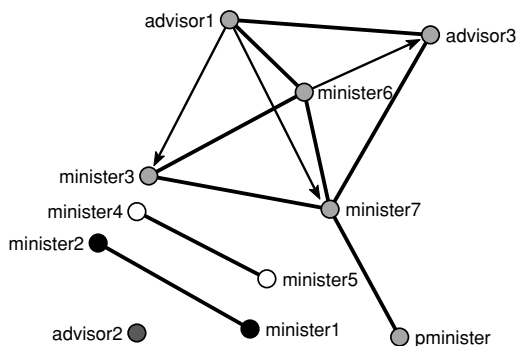 advisor1
advisor3
minister6
minister3
minister4
minister7
minister2
minister5
advisor2
minister1
pminister